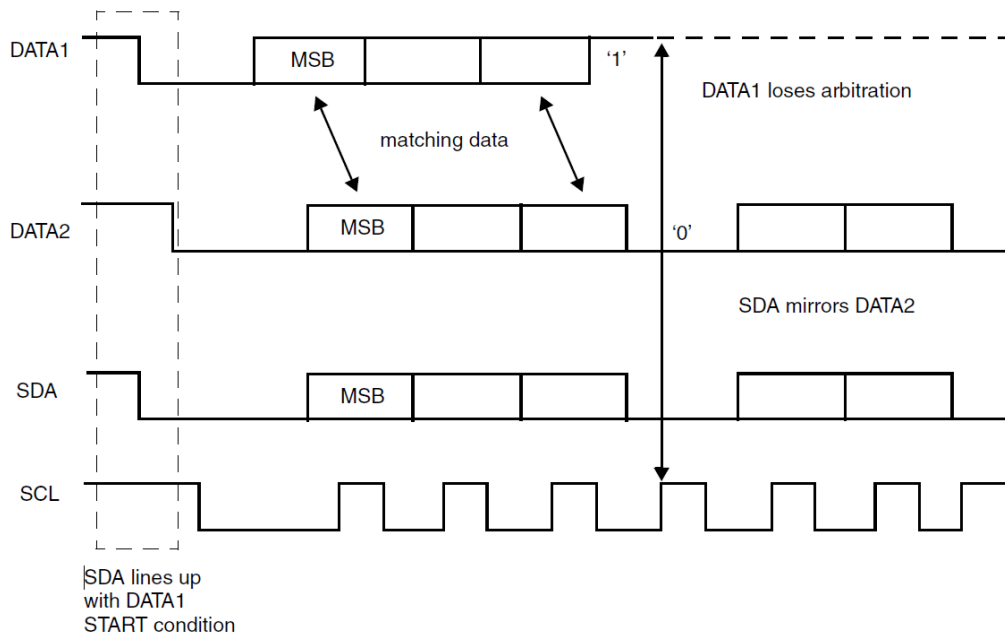 DATA1
MSB
‘1’
DATA1 loses arbitration
matching data
DATA2
MSB
‘0’
SDA mirrors DATA2
SDA
MSB
SCL
SDA lines up
with DATA1
START condition